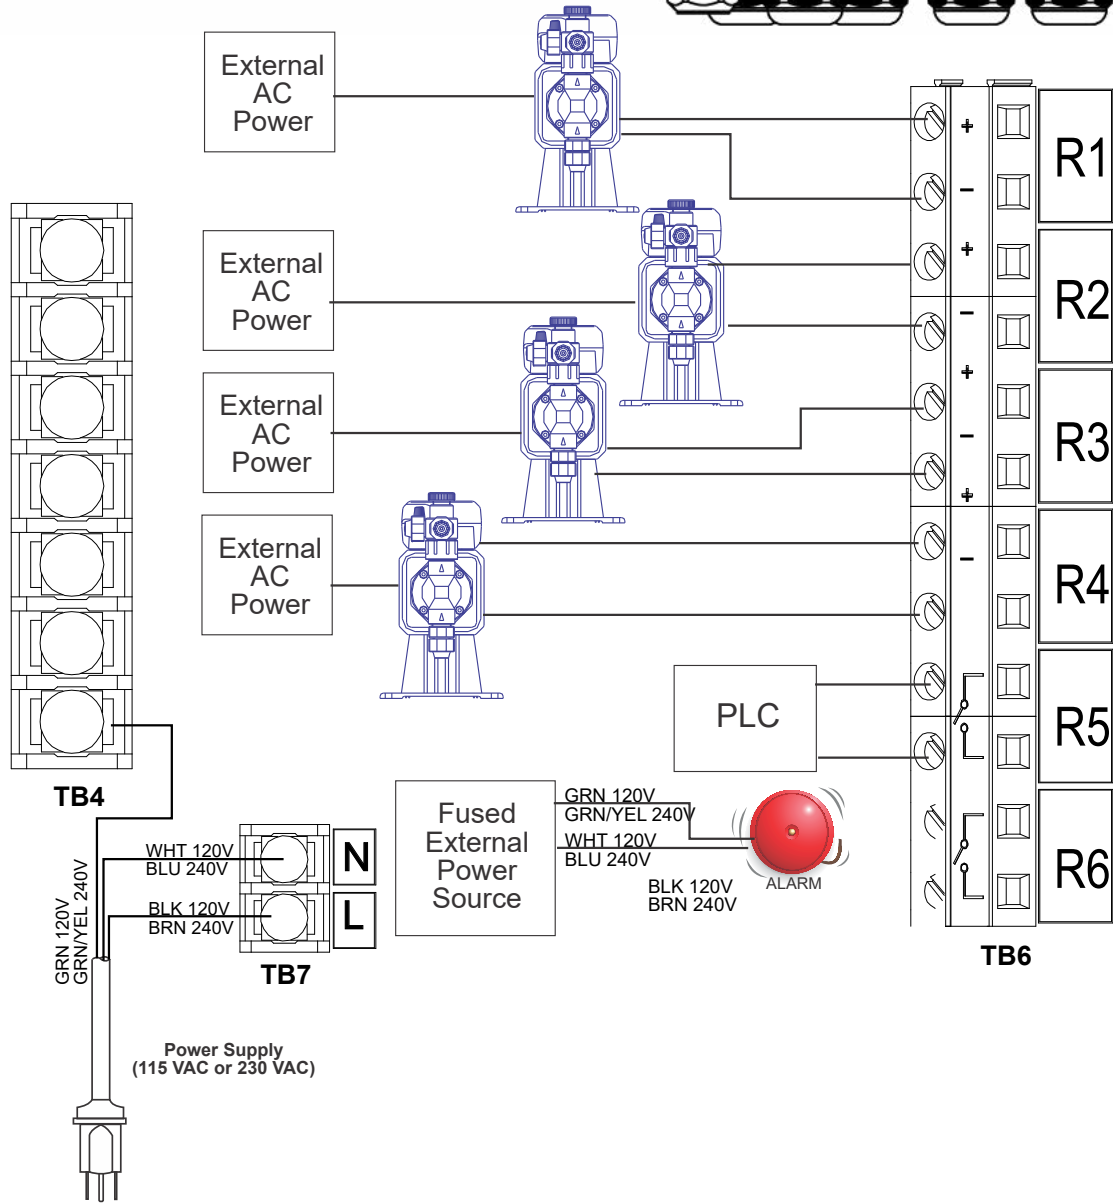 External
AC
Power
R1
External
AC
Power
R2
External
AC
Power
R3
External
AC
Power
R4
PLC
R5
TB4
Fused
External
Power
Source
GRN 120V
GRN/YEL 240V
WHT 120V
BLU 240V
BLK 120V
BRN 240V
ALARM
R6
TB6
WHT 120V
BLU 240V
N
BLK 120V
BRN 240V
L
TB7
GRN 120V
GRN/YEL 240V
Power Supply
(115 VAC or 230 VAC)
+
−
+
−
+
−
+
−